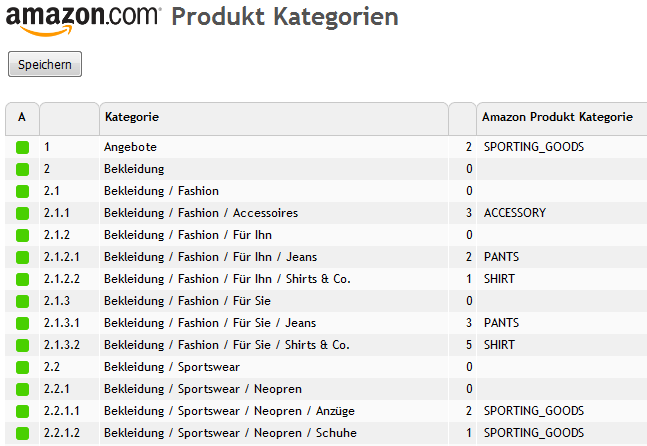 amazon.com Produkt Kategorien
Speichern
A Kategorie Amazon Produkt Kategorie
1 Angebote 2 SPORTING_GOODS
2 Bekleidung 0
2.1 Bekleidung / Fashion 0
2.1.1 Bekleidung / Fashion / Accessoires 3 ACCESSORY
2.1.2 Bekleidung / Fashion / Für Ihn 0
2.1.2.1 Bekleidung / Fashion / Für Ihn / Jeans 2 PANTS
2.1.2.2 Bekleidung / Fashion / Für Ihn / Shirts & Co. 1 SHIRT
2.1.3 Bekleidung / Fashion / Für Sie 0
2.1.3.1 Bekleidung / Fashion / Für Sie / Jeans 3 PANTS
2.1.3.2 Bekleidung / Fashion / Für Sie / Shirts & Co. 5 SHIRT
2.2 Bekleidung / Sportswear 0
2.2.1 Bekleidung / Sportswear / Neopren 0
2.2.1.1 Bekleidung / Sportswear / Neopren / Anzüge 2 SPORTING_GOODS
2.2.1.2 Bekleidung / Sportswear / Neopren / Schuhe 1 SPORTING_GOODS